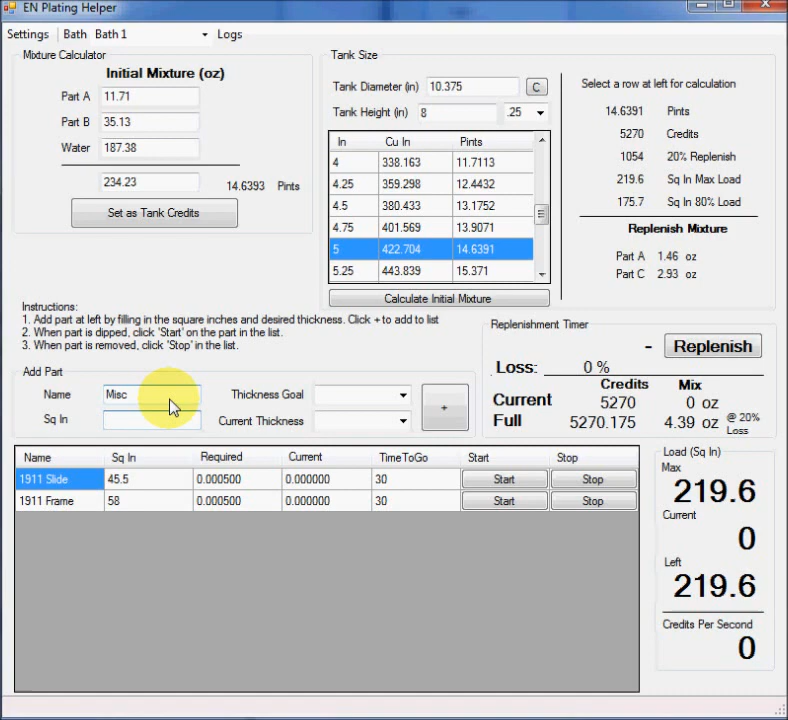 EN Plating Helper
Settings Bath Bath 1 Logs
Mixture Calculator
Initial Mixture (oz)
Part A 11.71
Part B 35.13
Water 187.38
234.23 14.6393 Pints
Set as Tank Credits
Tank Size
Tank Diameter (in) 10.375 C
Tank Height (in) 8 .25
In Cu In Pints
4 338.163 11.7113
4.25 359.298 12.4432
4.5 380.433 13.1752
4.75 401.569 13.9071
5 422.704 14.6391
5.25 443.839 15.371
Calculate Initial Mixture
Select a row at left for calculation
14.6391 Pints
5270 Credits
1054 20% Replenish
219.6 Sq In Max Load
175.7 Sq In 80% Load
Replenish Mixture
Part A 1.46 oz
Part C 2.93 oz
Instructions:
1. Add part at left by filling in the square inches and desired thickness. Click + to add to list
2. When part is dipped, click 'Start' on the part in the list.
3. When part is removed, click 'Stop' in the list.
Add Part
Name Misc Thickness Goal
Sq In Current Thickness
+
Replenishment Timer
- Replenish
Loss: 0 %
Credits Mix
Current 5270 0 oz
Full 5270.175 4.39 oz @ 20% Loss
Name Sq In Required Current TimeToGo Start Stop
1911 Slide 45.5 0.000500 0.000000 30 Start Stop
1911 Frame 58 0.000500 0.000000 30 Start Stop
Load (Sq In)
Max
219.6
Current
0
Left
219.6
Credits Per Second
0